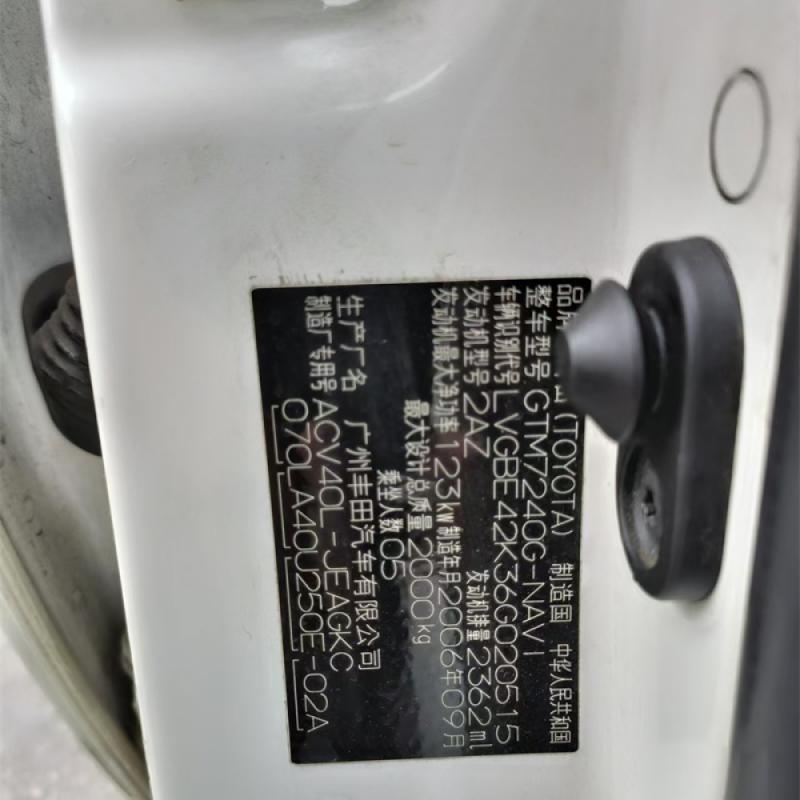 品牌 (TOYOTA) 制造国 中华人民共和国
整车型号 GTM7240G-NAVI
车辆识别代号 LVGBE42K36G020515
发动机型号 2AZ 发动机排量 2362ml
发动机最大净功率 123kw 制造年月 2006年09月
最大设计总质量 2000kg
乘坐人数 05
生产厂名 广州丰田汽车有限公司
制造厂专用号 ACV40L-JEAGKC
070LA40U250E-02A